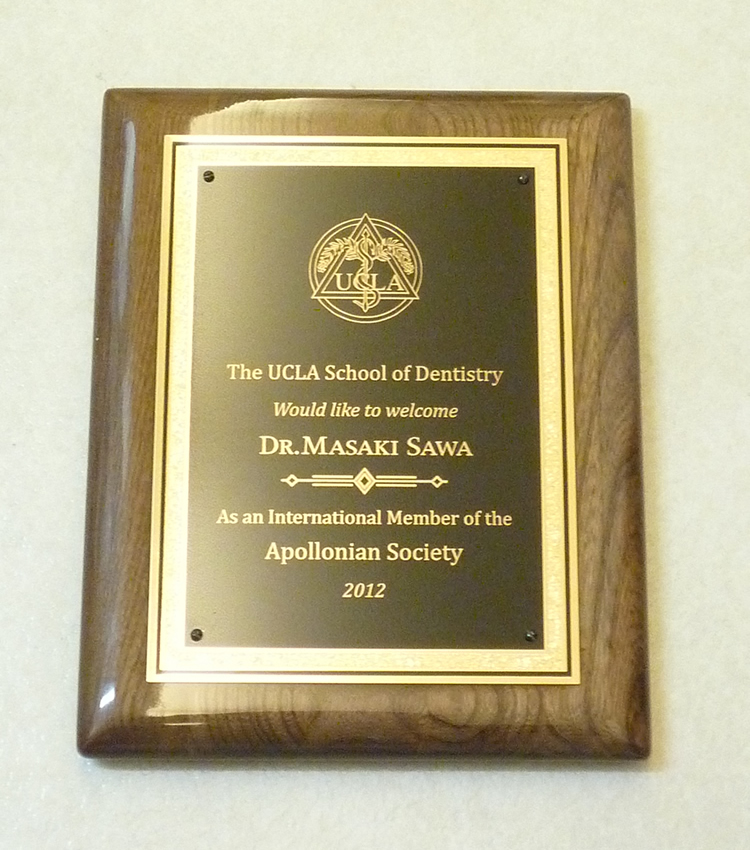 UCLA
The UCLA School of Dentistry
Would like to welcome
DR.MASAKI SAWA
As an International Member of the
Apollonian Society
2012